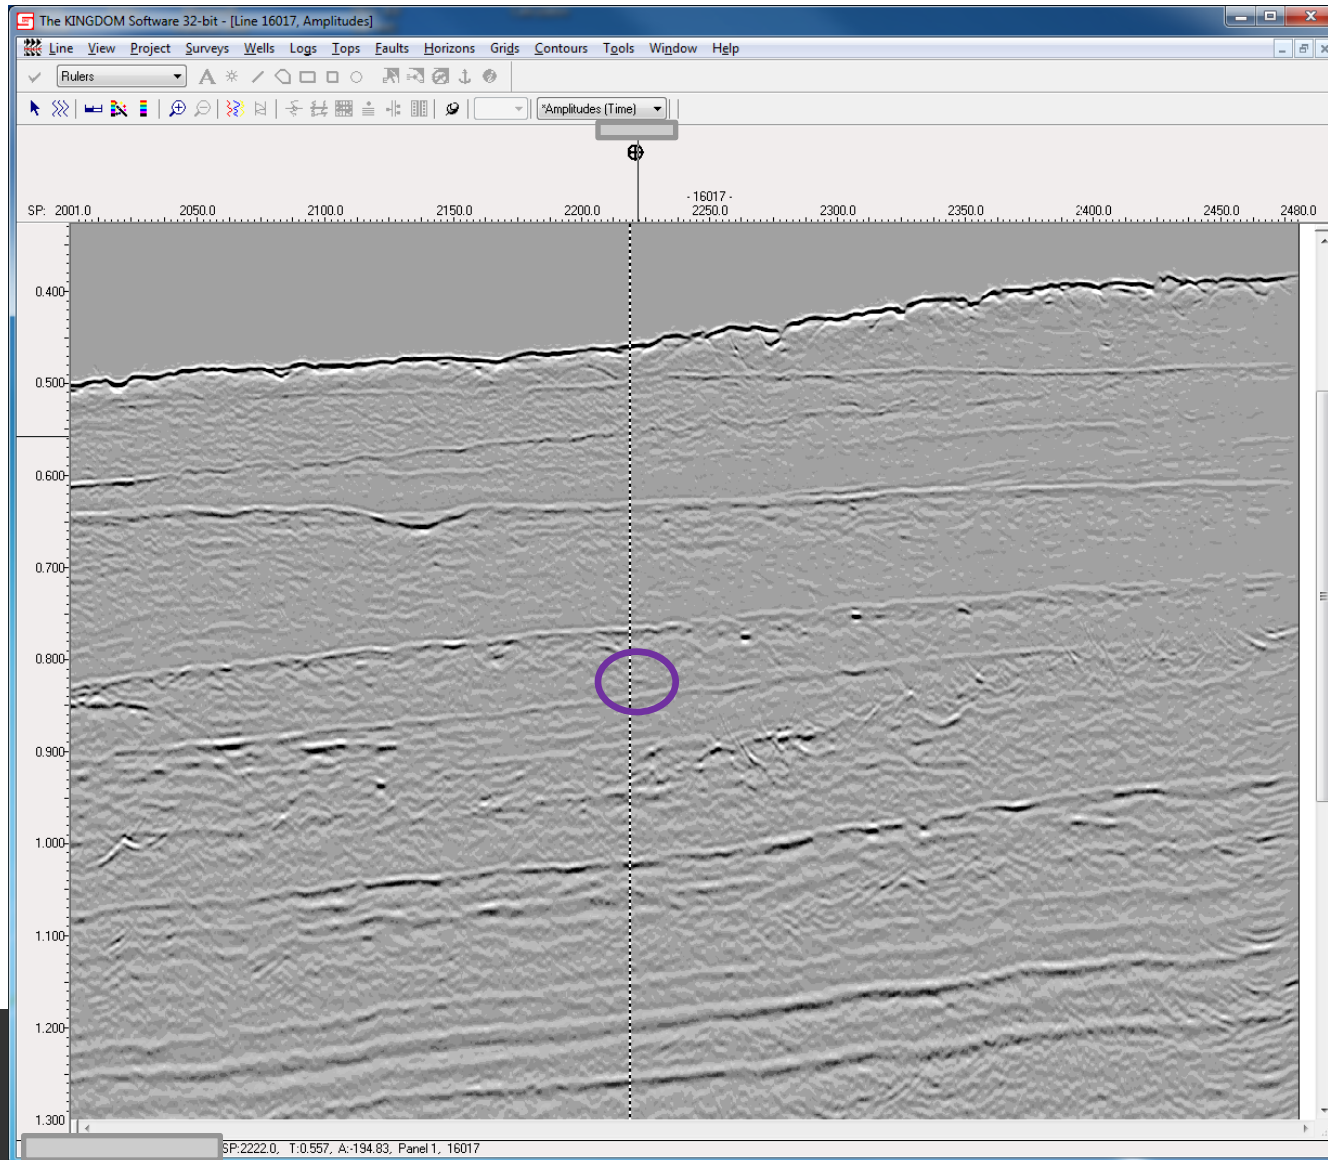 The KINGDOM Software 32-bit - [Line 16017, Amplitudes]
Line View Project Surveys Wells Logs Tops Faults Horizons Grids Contours Tools Window Help
Rulers
*Amplitudes (Time)
- 16017 -
SP: 2001.0 2050.0 2100.0 2150.0 2200.0 2250.0 2300.0 2350.0 2400.0 2450.0 2480.0
0.400
0.500
0.600
0.700
0.800
0.900
1.000
1.100
1.200
1.300
SP:2222.0, T:0.557, A:-194.83, Panel 1, 16017